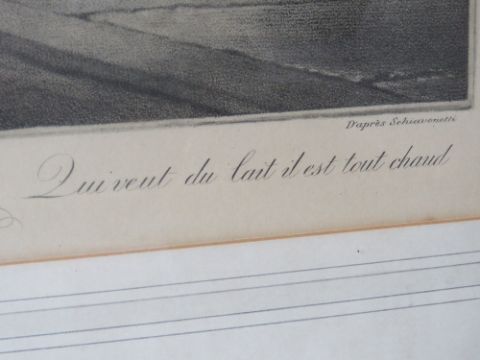 D'après Schiavonetti
Qui veut du lait il est tout chaud